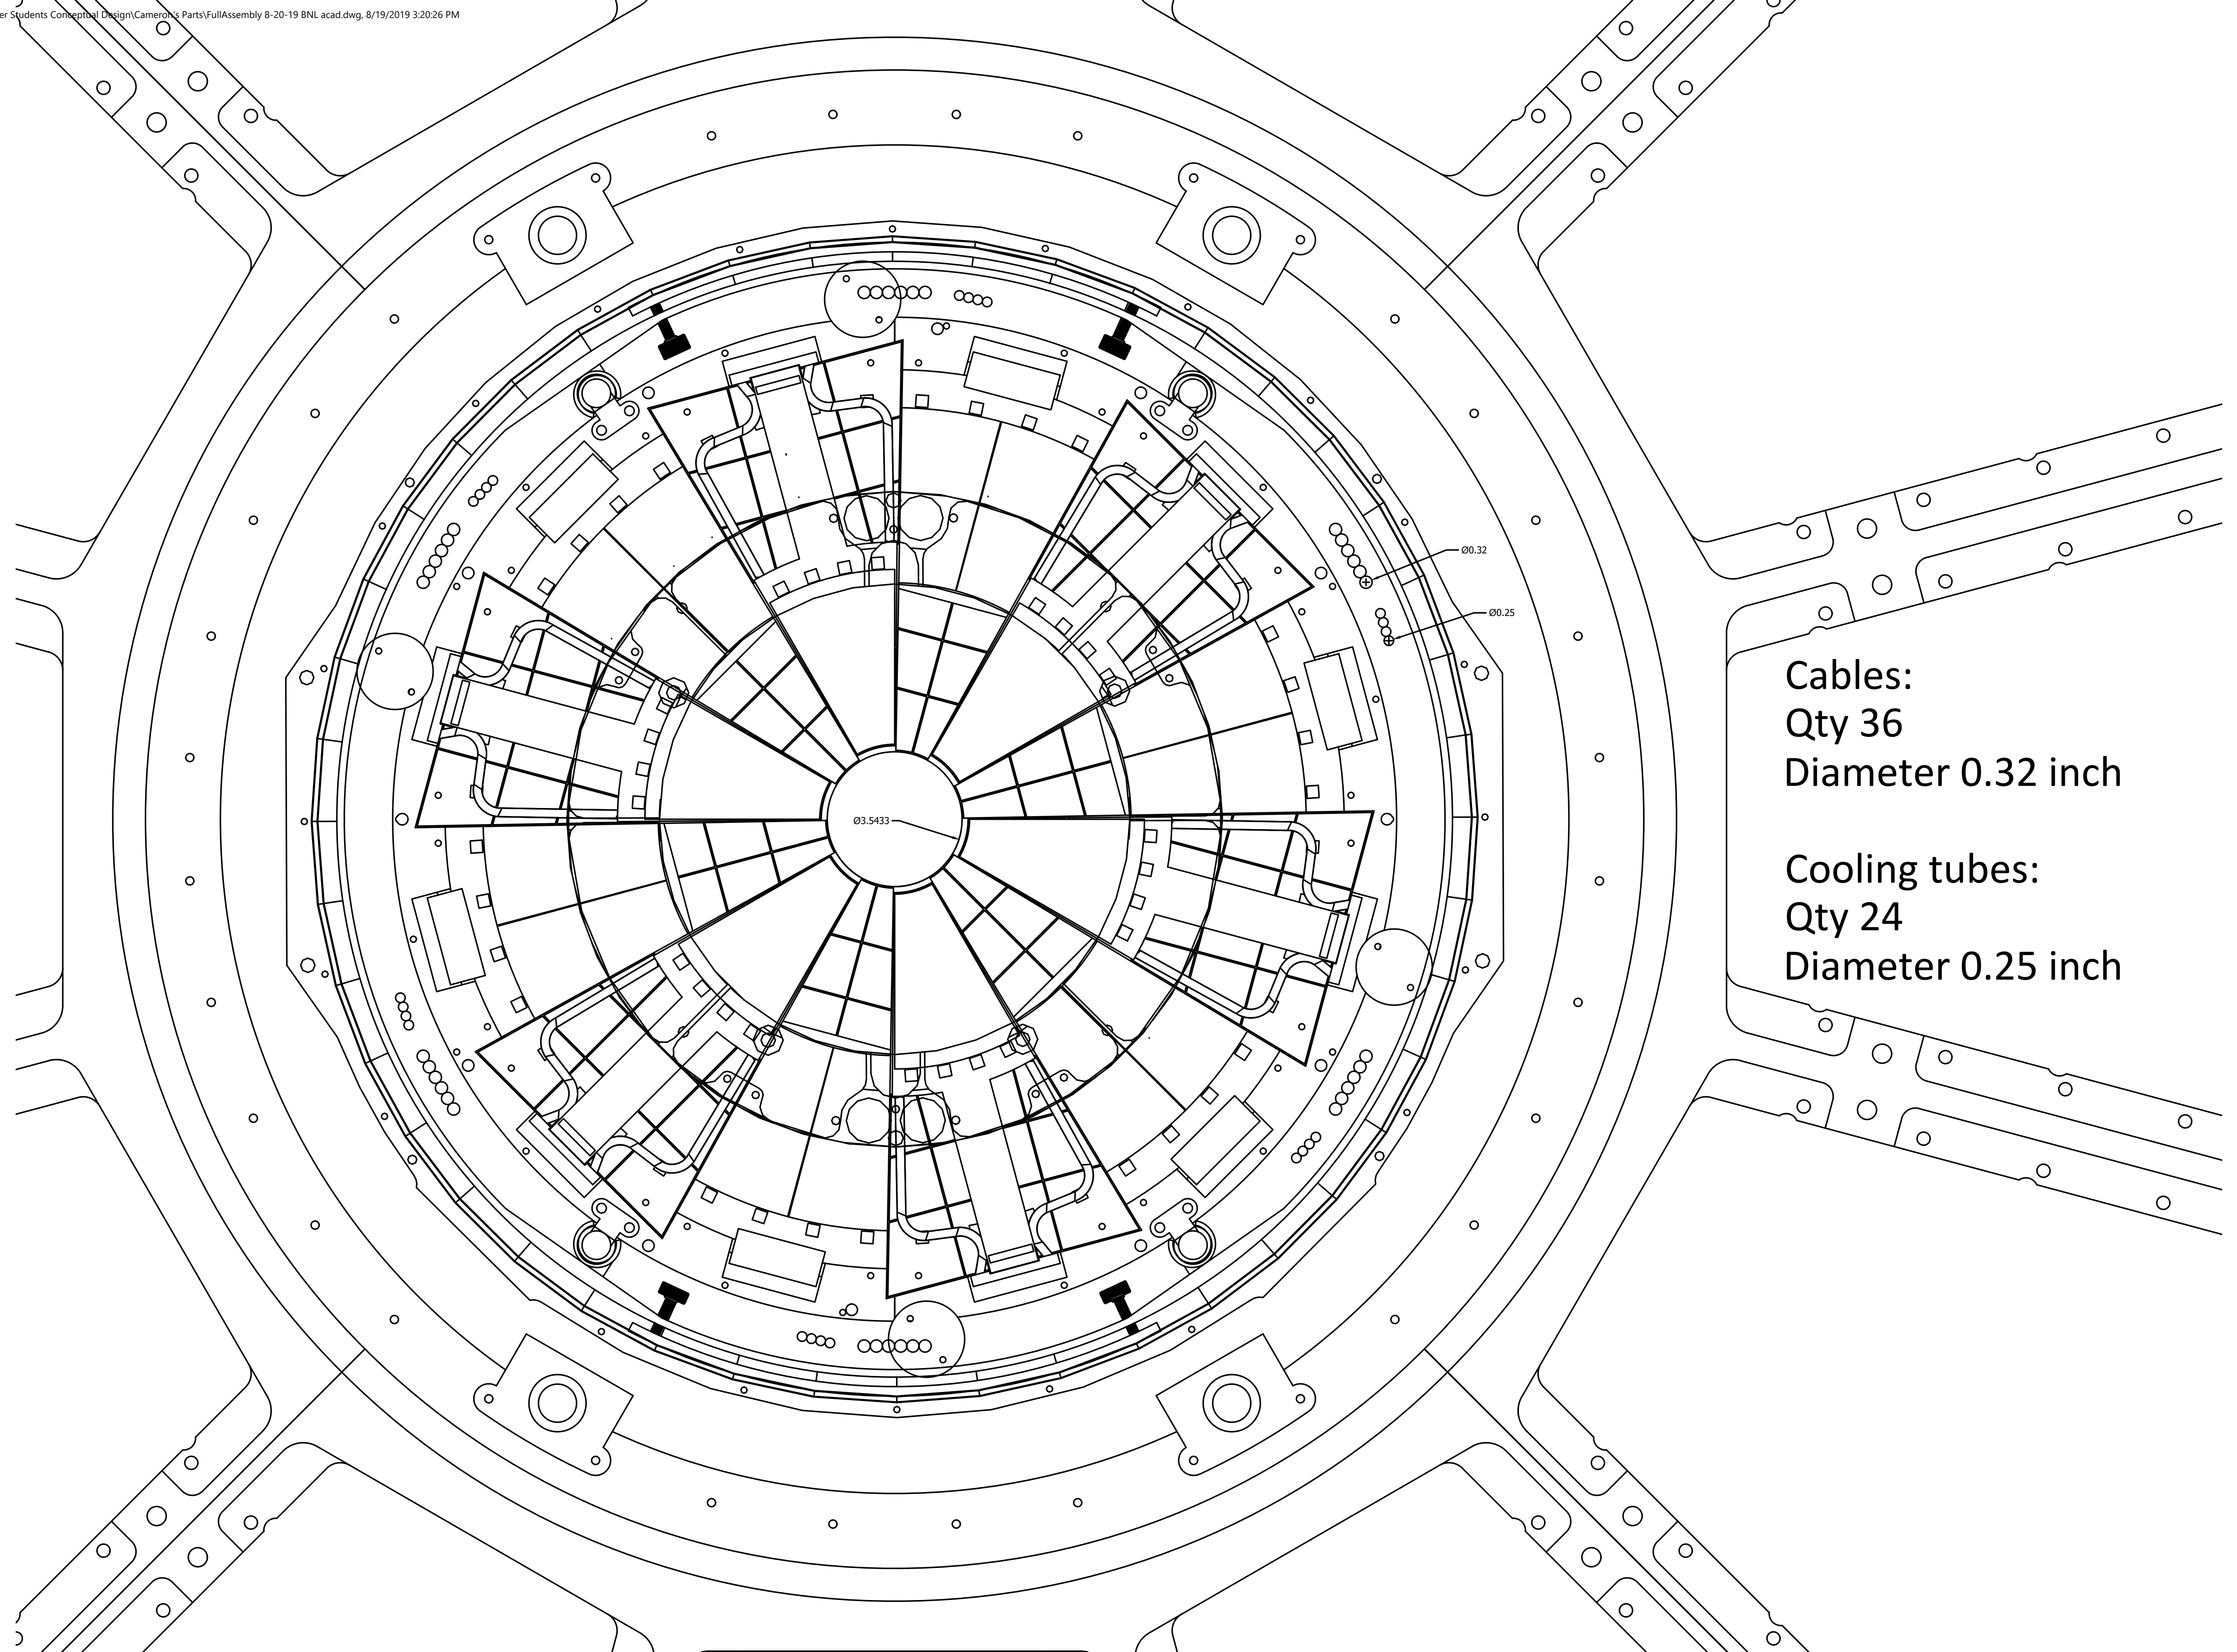 er Students Conceptual Design\Cameron's Parts\FullAssembly 8-20-19 BNL acad.dwg, 8/19/2019 3:20:26 PM
Ø0.32
Ø0.25
Cables:
Qty 36
Diameter 0.32 inch
Ø3.5433
Cooling tubes:
Qty 24
Diameter 0.25 inch